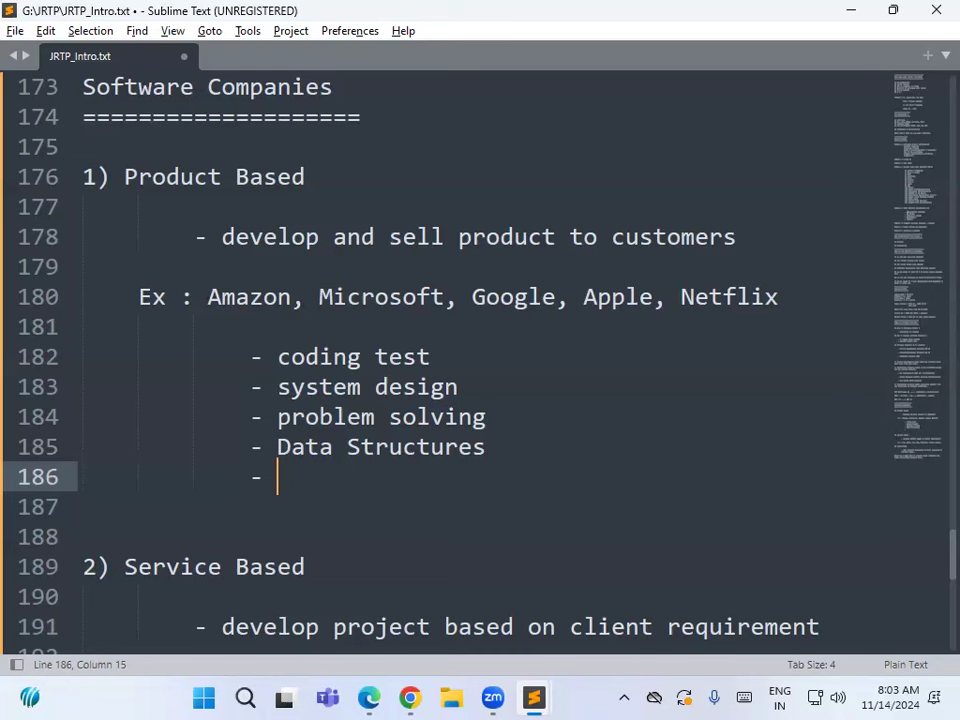 G:\JRTP\JRTP_Intro.txt • - Sublime Text (UNREGISTERED)
File Edit Selection Find View Goto Tools Project Preferences Help
JRTP_Intro.txt
173 Software Companies
174 ====================
175
176 1) Product Based
177
178 - develop and sell product to customers
179
180 Ex : Amazon, Microsoft, Google, Apple, Netflix
181
182 - coding test
183 - system design
184 - problem solving
185 - Data Structures
186 -
187
188
189 2) Service Based
190
191 - develop project based on client requirement
192
Line 186, Column 15 Tab Size: 4 Plain Text
ENG IN 8:03 AM 11/14/2024